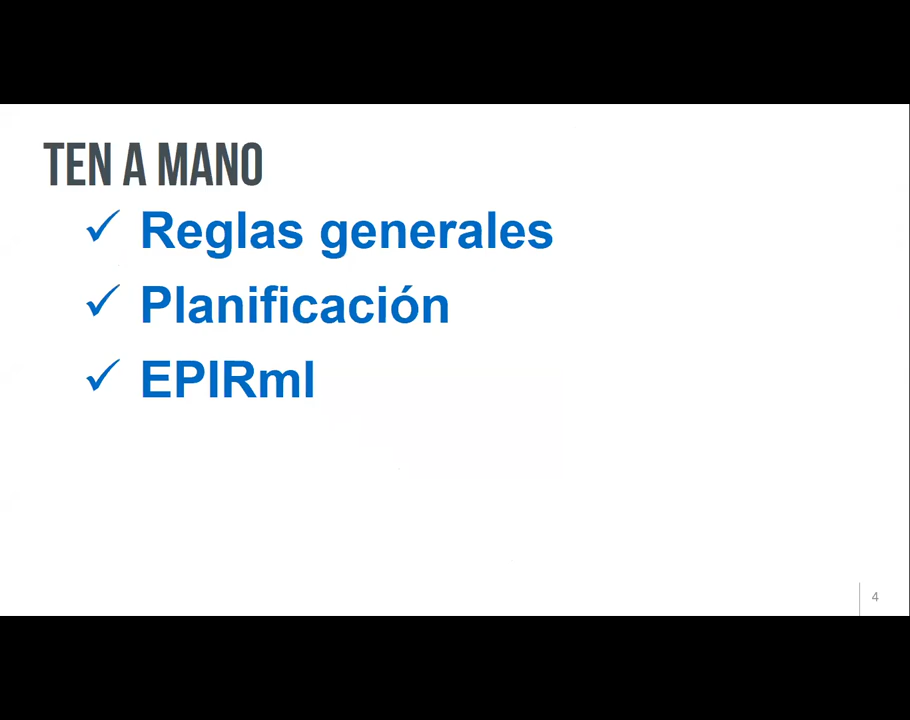 TEN A MANO
✓ Reglas generales
✓ Planificación
✓ EPIRml
4